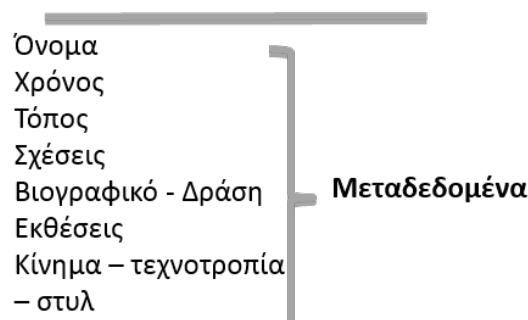 Όνομα
Χρόνος
Τόπος
Σχέσεις
Βιογραφικό - Δράση
Εκθέσεις
Κίνημα – τεχνοτροπία
– στυλ
Μεταδεδομένα